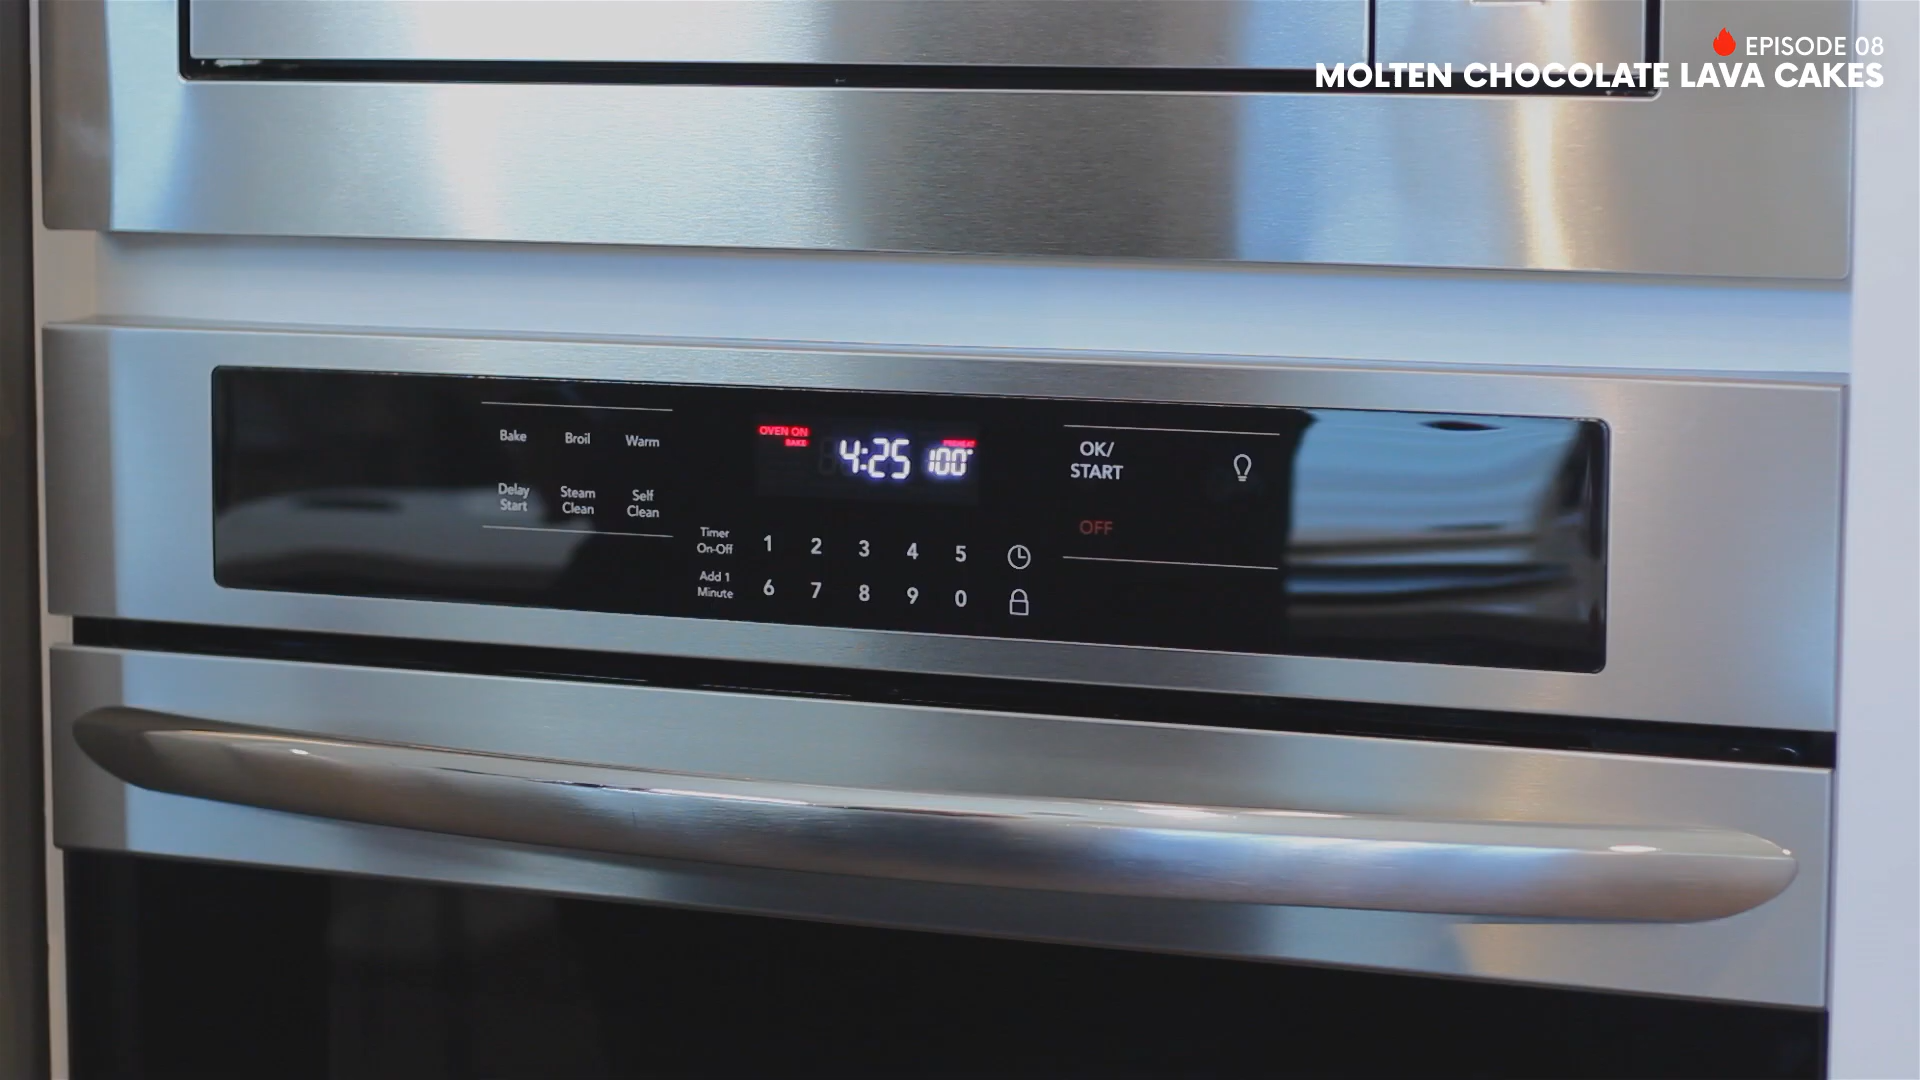 EPISODE 08
MOLTEN CHOCOLATE LAVA CAKES
OVEN ON
BAKE
4:25
PREHEAT
100°
Bake
Broil
Warm
Delay
Start
Steam
Clean
Self
Clean
Timer
On-Off
Add 1
Minute
1 2 3 4 5
6 7 8 9 0
OK/
START
OFF